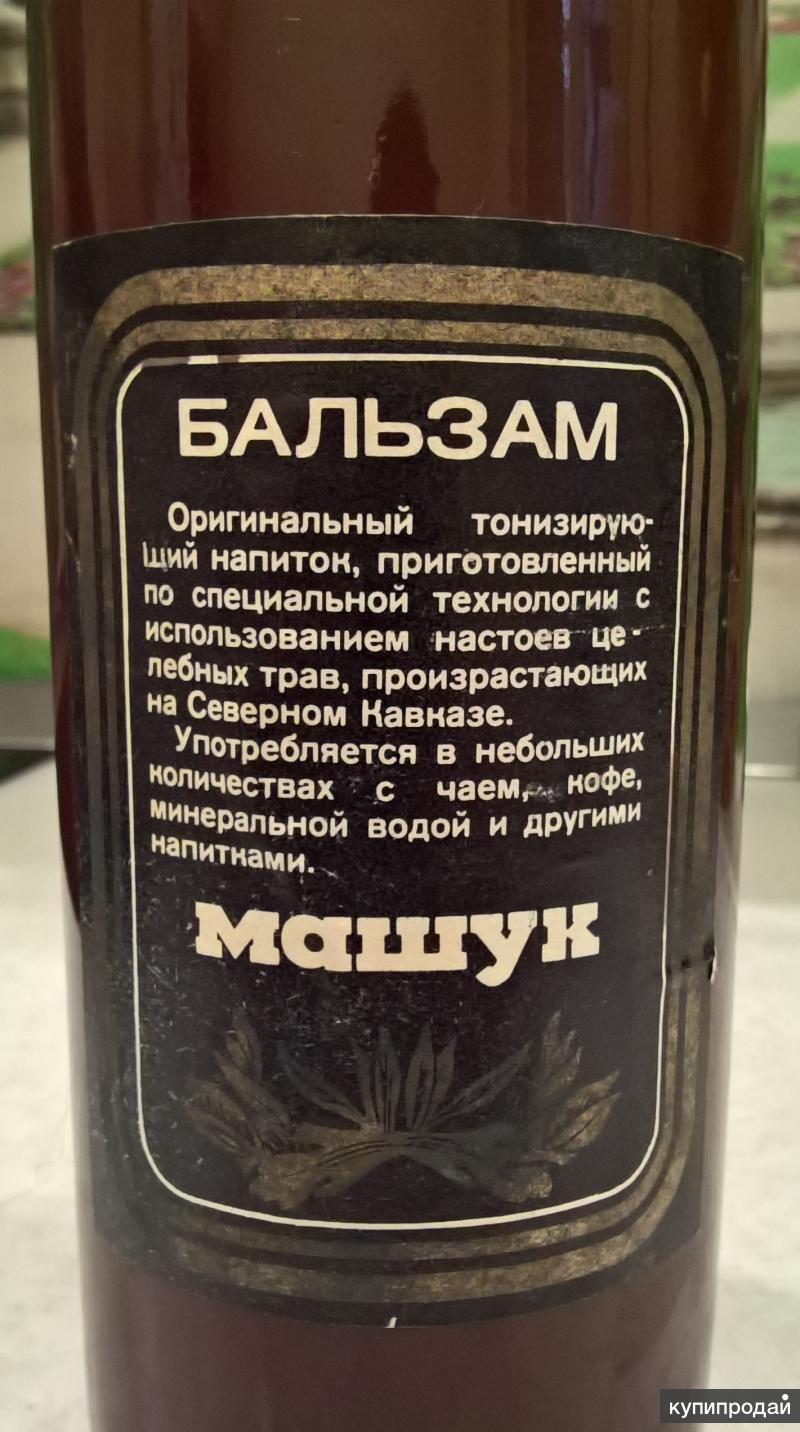 БАЛЬЗАМ
Оригинальный тонизирую-
щий напиток, приготовленный
по специальной технологии с
использованием настоев це-
лебных трав, произрастающих
на Северном Кавказе.
Употребляется в небольших
количествах с чаем, кофе,
минеральной водой и другими
напитками.
машук
купипродай